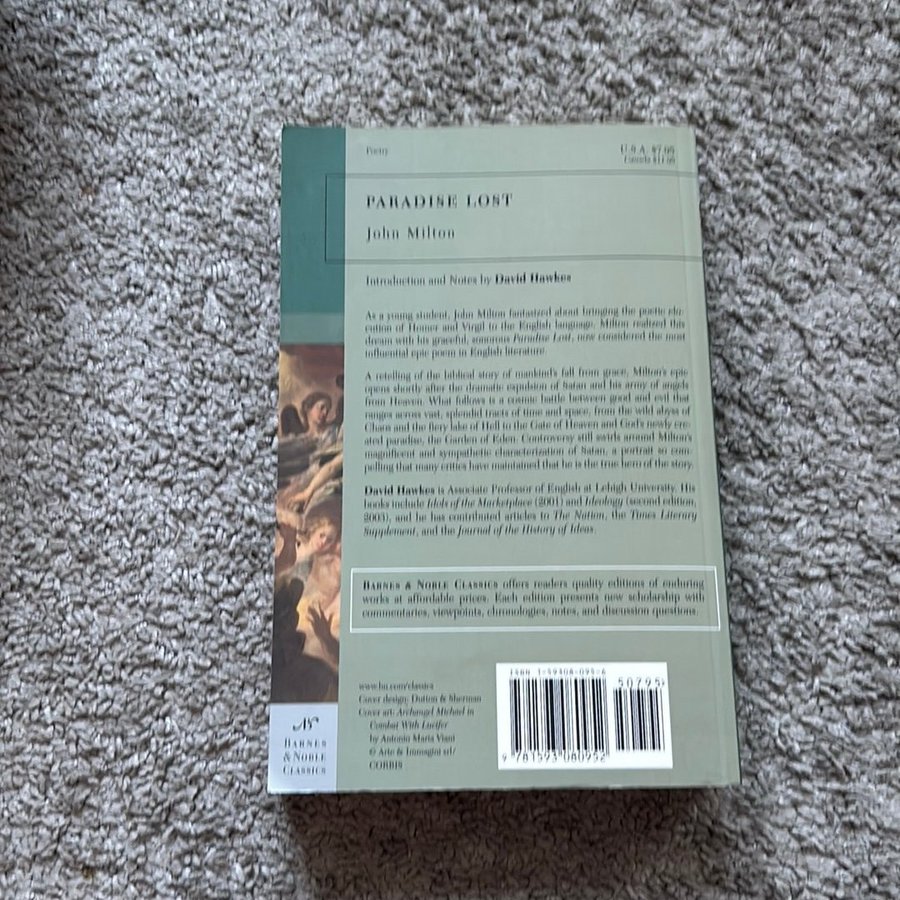 Poetry
U.S.A. $7.95
Canada $11.95
PARADISE LOST
John Milton
Introduction and Notes by David Hawkes
As a young student, John Milton fantasized about bringing the poetic elo-
cution of Homer and Virgil to the English language. Milton realized this
dream with his graceful, sonorous Paradise Lost, now considered the most
influential epic poem in English literature.
A retelling of the biblical story of mankind's fall from grace, Milton's epic
opens shortly after the dramatic expulsion of Satan and his army of angels
from Heaven. What follows is a cosmic battle between good and evil that
ranges across vast, splendid tracts of time and space, from the wild abyss of
Chaos and the fiery lake of Hell to the Gate of Heaven and God's newly cre-
ated paradise, the Garden of Eden. Controversy still swirls around Milton's
magnificent and sympathetic characterization of Satan, a portrait so com-
pelling that many critics have maintained that he is the true hero of the story.
David Hawkes is Associate Professor of English at Lehigh University. His
books include Idols of the Marketplace (2001) and Ideology (second edition,
2003), and he has contributed articles to The Nation, the Times Literary
Supplement, and the Journal of the History of Ideas.
BARNES & NOBLE CLASSICS offers readers quality editions of enduring
works at affordable prices. Each edition presents new scholarship with
commentaries, viewpoints, chronologies, notes, and discussion questions.
www.bn.com/classics
Cover design: Dutton & Sherman
Cover art: Archangel Michael in
Combat With Lucifer
by Antonio Maria Viani
© Arte & Immagini srl/
CORBIS
ISBN 1-59308-095-6
50795
9 781593 080952
BARNES
& NOBLE
CLASSICS